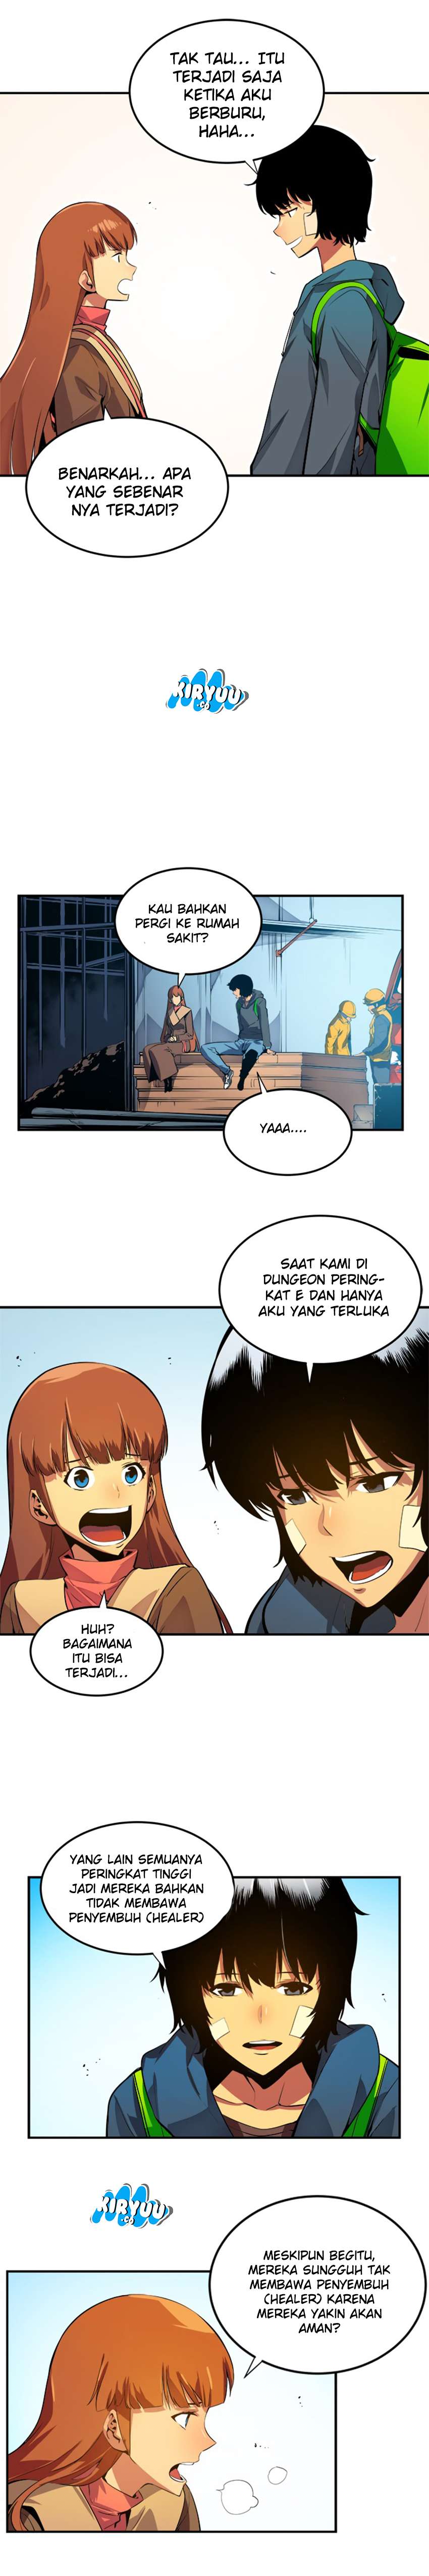 TAK TAU... ITU
TERJADI SAJA
KETIKA AKU
BERBURU,
HAHA...
BENARKAH... APA
YANG SEBENAR
NYA TERJADI?
KIRYUU
.CO
KAU BAHKAN
PERGI KE RUMAH
SAKIT?
YAAA....
SAAT KAMI DI
DUNGEON PERING-
KAT E DAN HANYA
AKU YANG TERLUKA
HUH?
BAGAIMANA
ITU BISA
TERJADI...
YANG LAIN SEMUANYA
PERINGKAT TINGGI
JADI MEREKA BAHKAN
TIDAK MEMBAWA
PENYEMBUH (HEALER)
KIRYUU
.CO
MESKIPUN BEGITU,
MEREKA SUNGGUH TAK
MEMBAWA PENYEMBUH
(HEALER) KARENA
MEREKA YAKIN AKAN
AMAN?